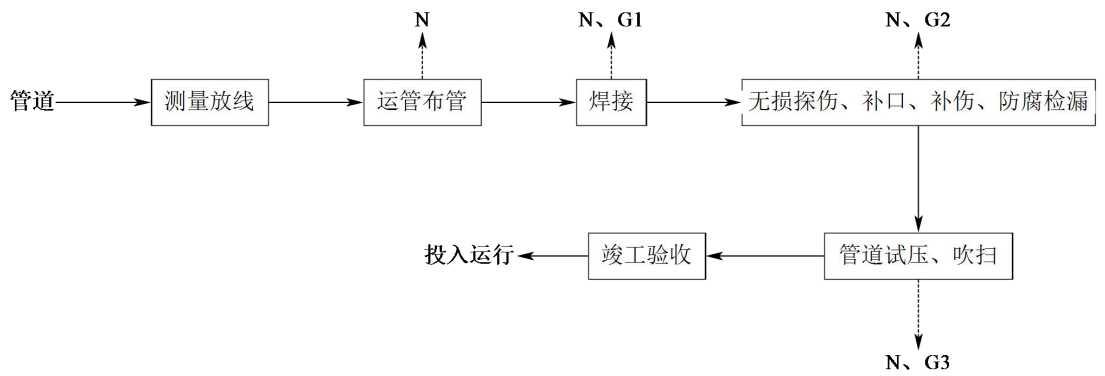 N
N、G1
N、G2
管道
测量放线
运管布管
焊接
无损探伤、补口、补伤、防腐检漏
投入运行
竣工验收
管道试压、吹扫
N、G3